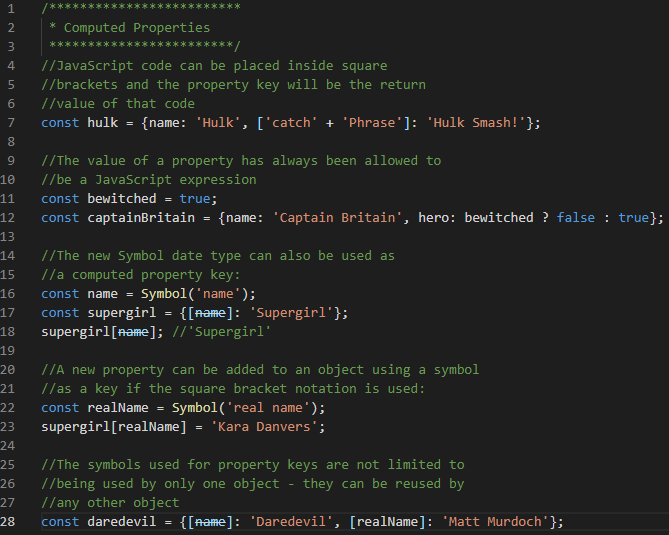 1 /*************************
2 * Computed Properties
3 ************************/
4 //JavaScript code can be placed inside square
5 //brackets and the property key will be the return
6 //value of that code
7 const hulk = {name: 'Hulk', ['catch' + 'Phrase']: 'Hulk Smash!'};
8
9 //The value of a property has always been allowed to
10 //be a JavaScript expression
11 const bewitched = true;
12 const captainBritain = {name: 'Captain Britain', hero: bewitched ? false : true};
13
14 //The new Symbol date type can also be used as
15 //a computed property key:
16 const name = Symbol('name');
17 const supergirl = {[name]: 'Supergirl'};
18 supergirl[name]; //'Supergirl'
19
20 //A new property can be added to an object using a symbol
21 //as a key if the square bracket notation is used:
22 const realName = Symbol('real name');
23 supergirl[realName] = 'Kara Danvers';
24
25 //The symbols used for property keys are not limited to
26 //being used by only one object - they can be reused by
27 //any other object
28 const daredevil = {[name]: 'Daredevil', [realName]: 'Matt Murdoch'};